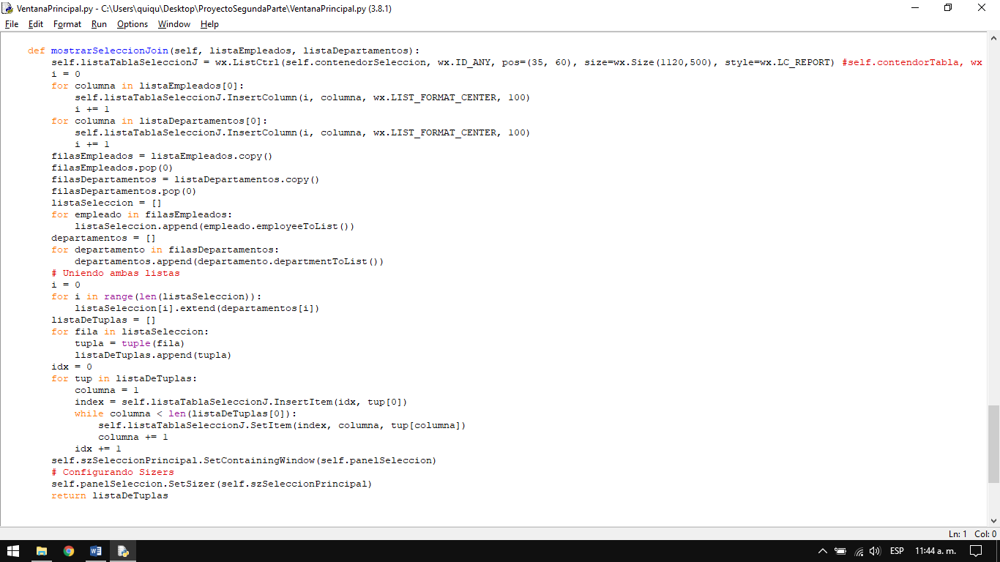 VentanaPrincipal.py - C:\Users\quiqu\Desktop\ProyectoSegundaParte\VentanaPrincipal.py (3.8.1)
File Edit Format Run Options Window Help
    def mostrarSeleccionJoin(self, listaEmpleados, listaDepartamentos):
        self.listaTablaSeleccionJ = wx.ListCtrl(self.contenedorSeleccion, wx.ID_ANY, pos=(35, 60), size=wx.Size(1120,500), style=wx.LC_REPORT) #self.contendorTabla, wx
        i = 0
        for columna in listaEmpleados[0]:
            self.listaTablaSeleccionJ.InsertColumn(i, columna, wx.LIST_FORMAT_CENTER, 100)
            i += 1
        for columna in listaDepartamentos[0]:
            self.listaTablaSeleccionJ.InsertColumn(i, columna, wx.LIST_FORMAT_CENTER, 100)
            i += 1
        filasEmpleados = listaEmpleados.copy()
        filasEmpleados.pop(0)
        filasDepartamentos = listaDepartamentos.copy()
        filasDepartamentos.pop(0)
        listaSeleccion = []
        for empleado in filasEmpleados:
            listaSeleccion.append(empleado.employeeToList())
        departamentos = []
        for departamento in filasDepartamentos:
            departamentos.append(departamento.departmentToList())
        # Uniendo ambas listas
        i = 0
        for i in range(len(listaSeleccion)):
            listaSeleccion[i].extend(departamentos[i])
        listaDeTuplas = []
        for fila in listaSeleccion:
            tupla = tuple(fila)
            listaDeTuplas.append(tupla)
        idx = 0
        for tup in listaDeTuplas:
            columna = 1
            index = self.listaTablaSeleccionJ.InsertItem(idx, tup[0])
            while columna < len(listaDeTuplas[0]):
                self.listaTablaSeleccionJ.SetItem(index, columna, tup[columna])
                columna += 1
            idx += 1
        self.szSeleccionPrincipal.SetContainingWindow(self.panelSeleccion)
        # Configurando Sizers
        self.panelSeleccion.SetSizer(self.szSeleccionPrincipal)
        return listaDeTuplas
Ln: 1 Col: 0
ESP 11:44 a. m.